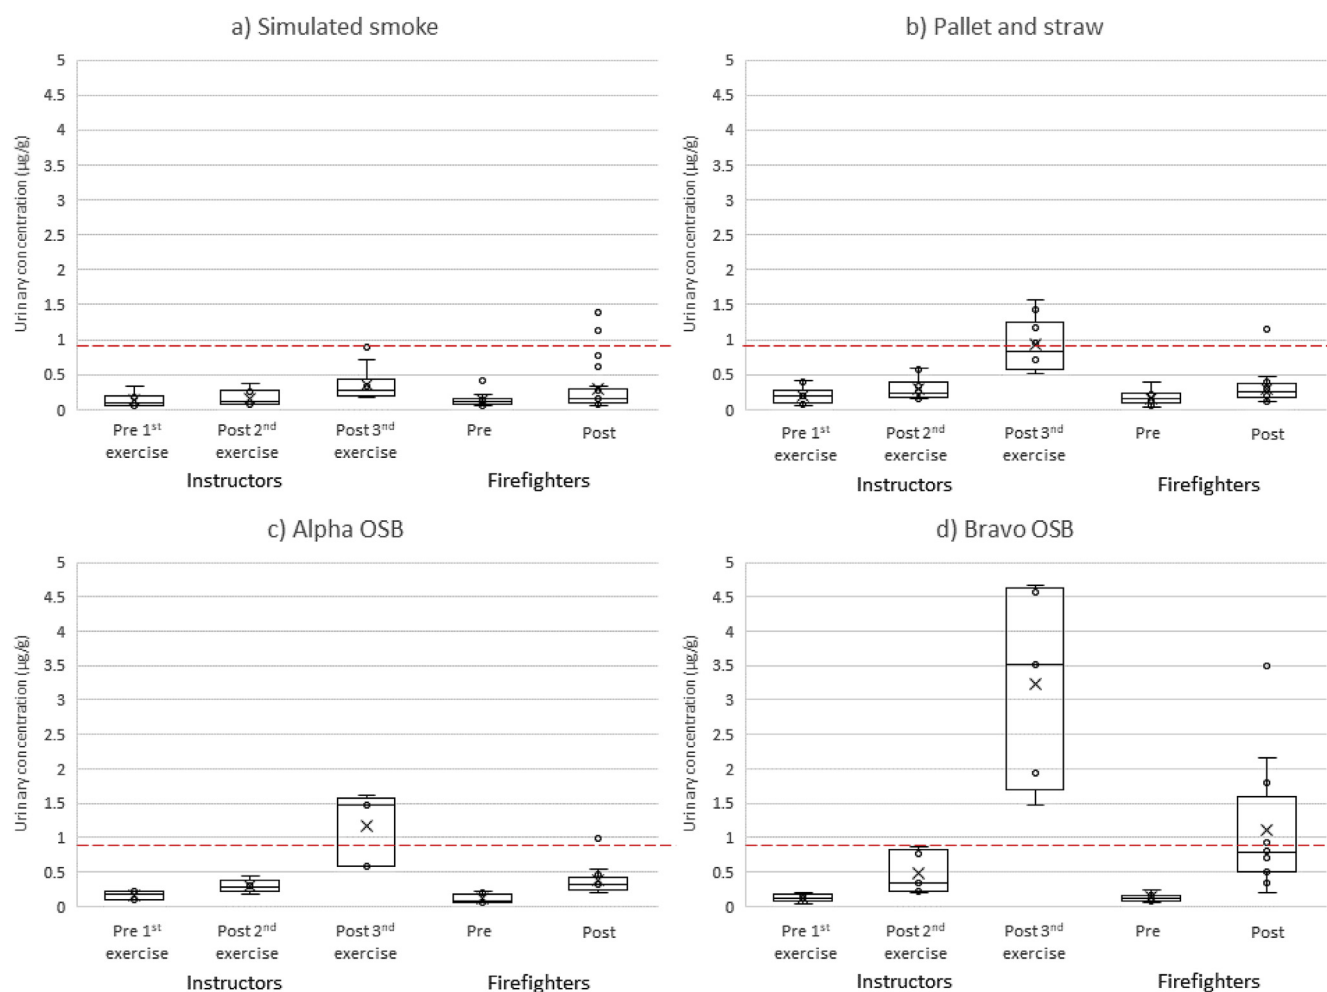 a) Simulated smoke
Urinary concentration (µg/g)
5
4.5
4
3.5
3
2.5
2
1.5
1
0.5
0
Pre 1st
exercise
Post 2nd
exercise
Post 3nd
exercise
Pre
Post
Instructors
Firefighters
b) Pallet and straw
Urinary concentration (µg/g)
5
4.5
4
3.5
3
2.5
2
1.5
1
0.5
0
Pre 1st
exercise
Post 2nd
exercise
Post 3nd
exercise
Pre
Post
Instructors
Firefighters
c) Alpha OSB
Urinary concentration (µg/g)
5
4.5
4
3.5
3
2.5
2
1.5
1
0.5
0
Pre 1st
exercise
Post 2nd
exercise
Post 3nd
exercise
Pre
Post
Instructors
Firefighters
d) Bravo OSB
Urinary concentration (µg/g)
5
4.5
4
3.5
3
2.5
2
1.5
1
0.5
0
Pre 1st
exercise
Post 2nd
exercise
Post 3nd
exercise
Pre
Post
Instructors
Firefighters